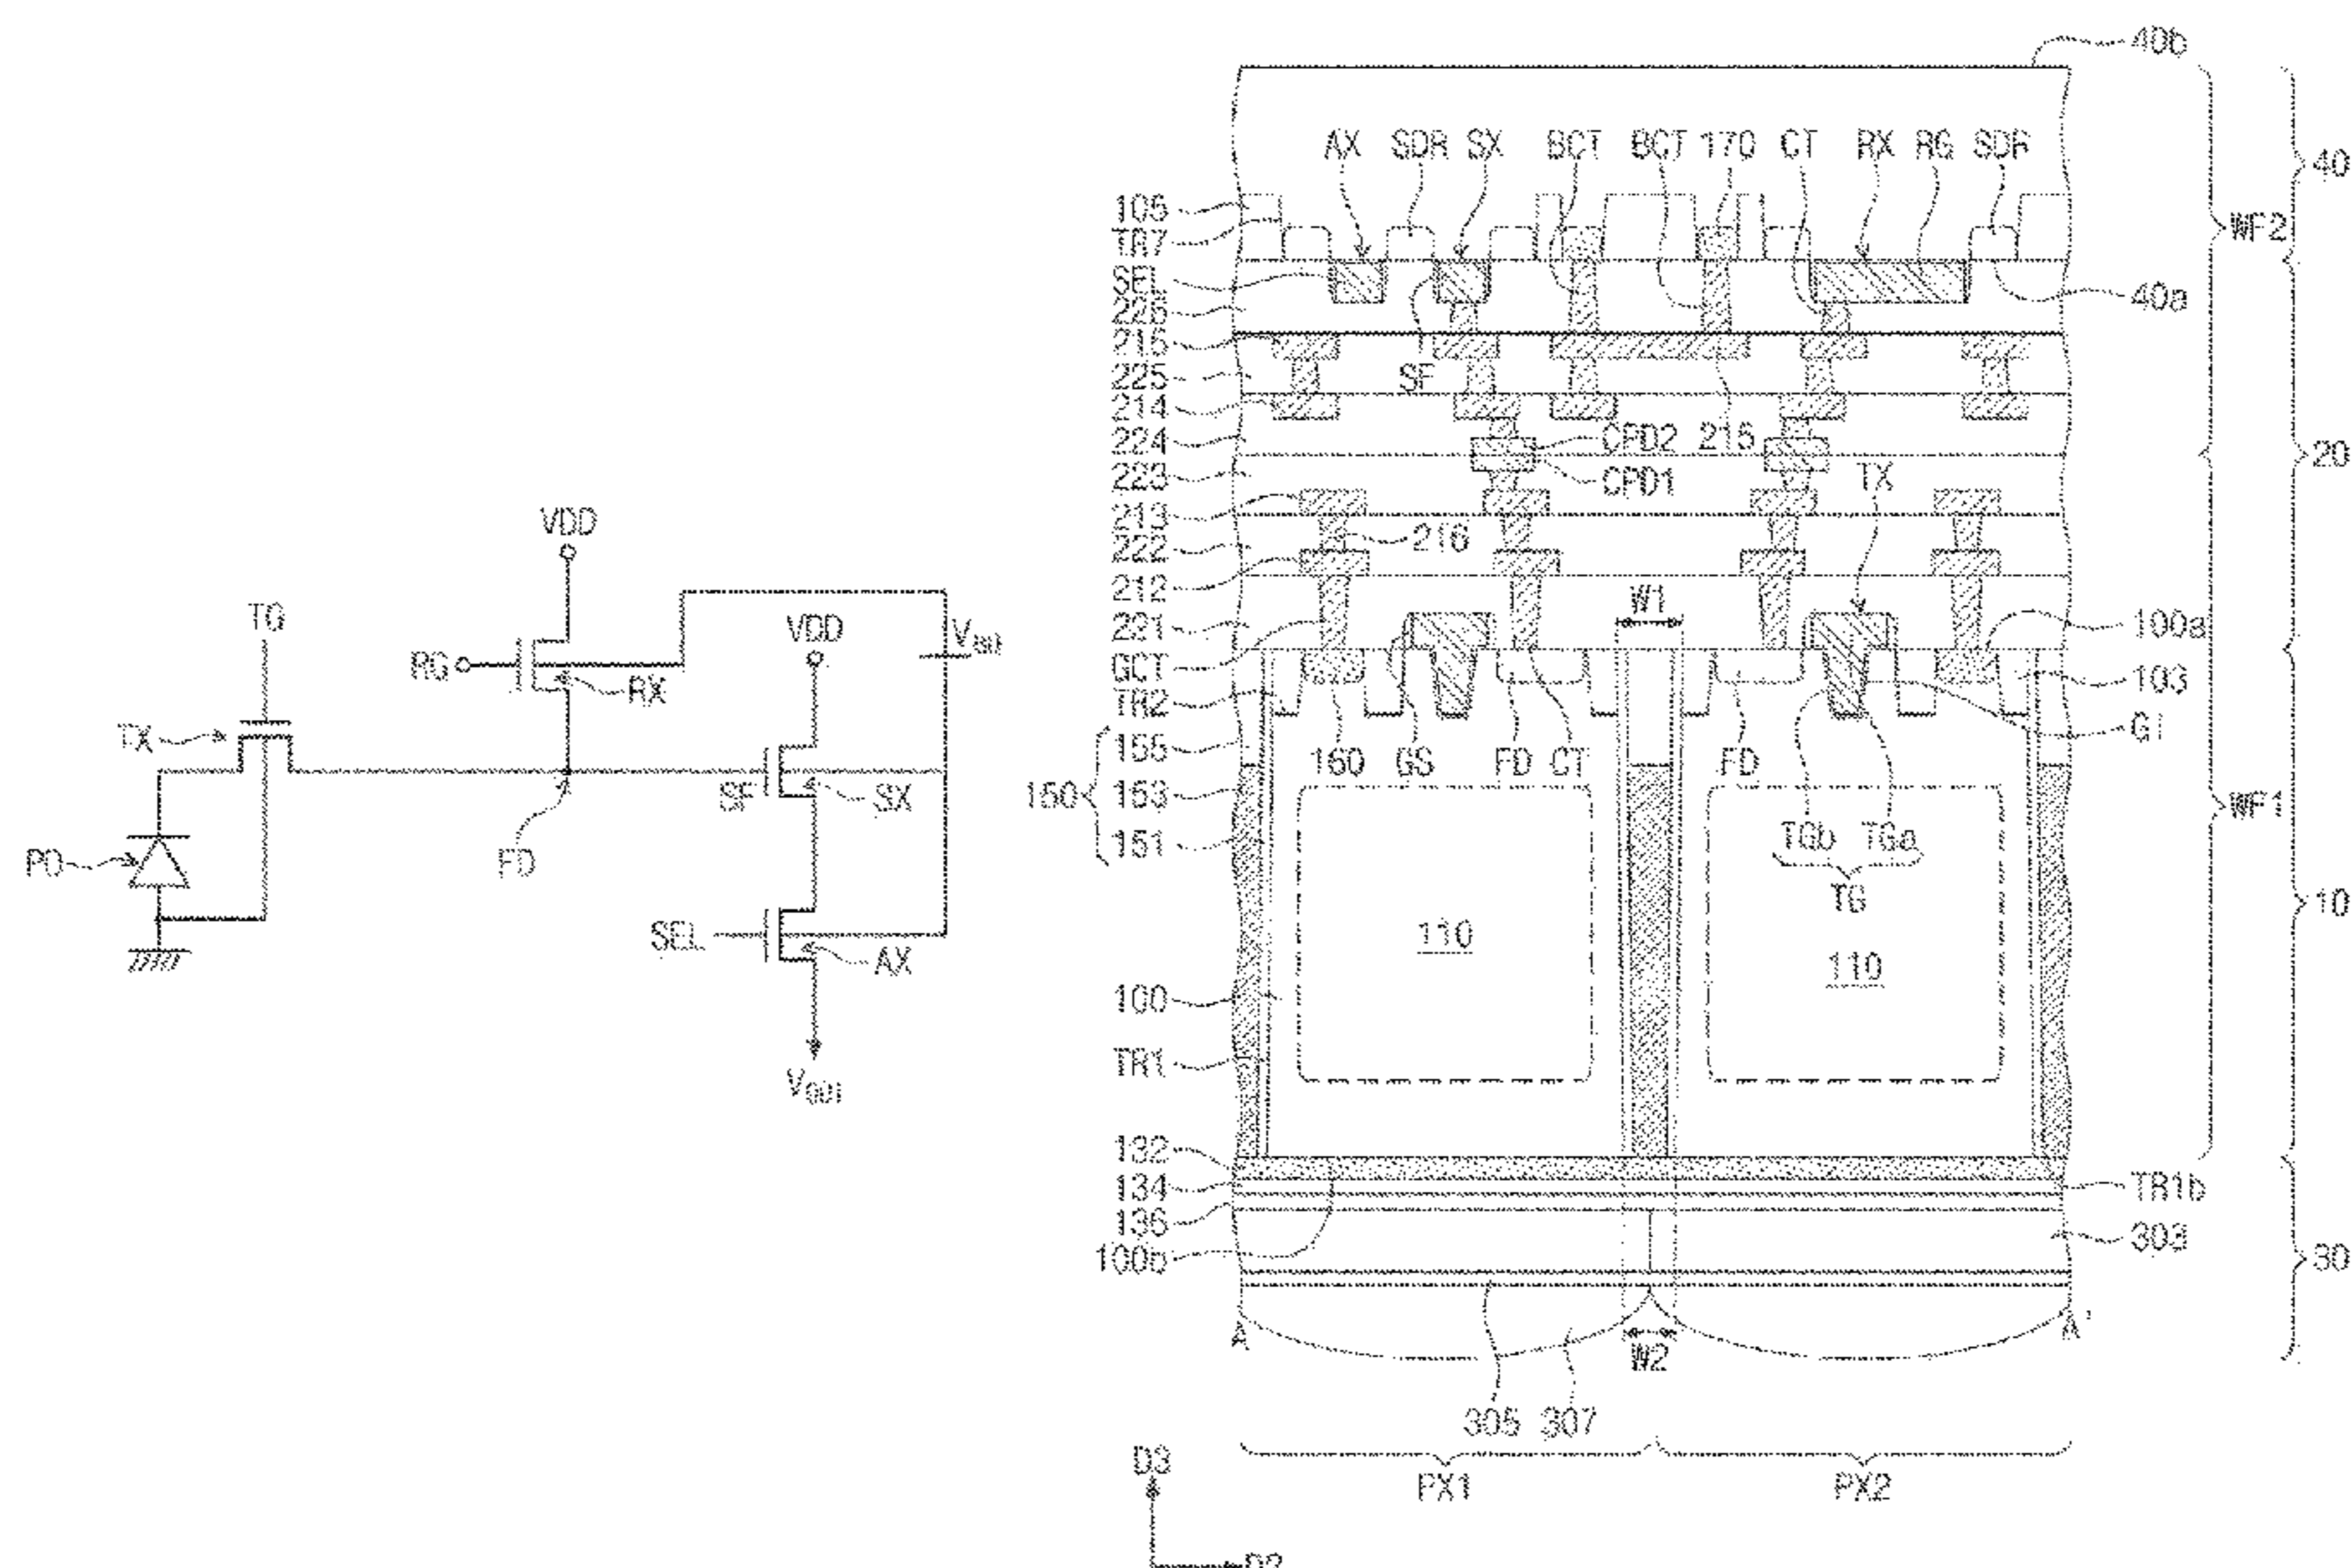 VDD
TG
VDD
RG
RX
TX
SF
SX
PD
FD
SEL
AX
Vout
40b
AX SDR SX BCT BCT 170 CT RX RG SDR
40
105
TR7
WF2
SEL
226
40a
215
225
SF
214
224
CPD2 215
20
223
CPD1
TX
213
216
222
212
W1
221
100a
GCT
103
TR2
GT
155
160 GS FD CT FD
150
153
WF1
151
TGb TGa
TG
10
110
110
100
TR1
132
134
TR1b
136
303
100b
30
A
A'
W2
305 307
D3
PX1
PX2
D2